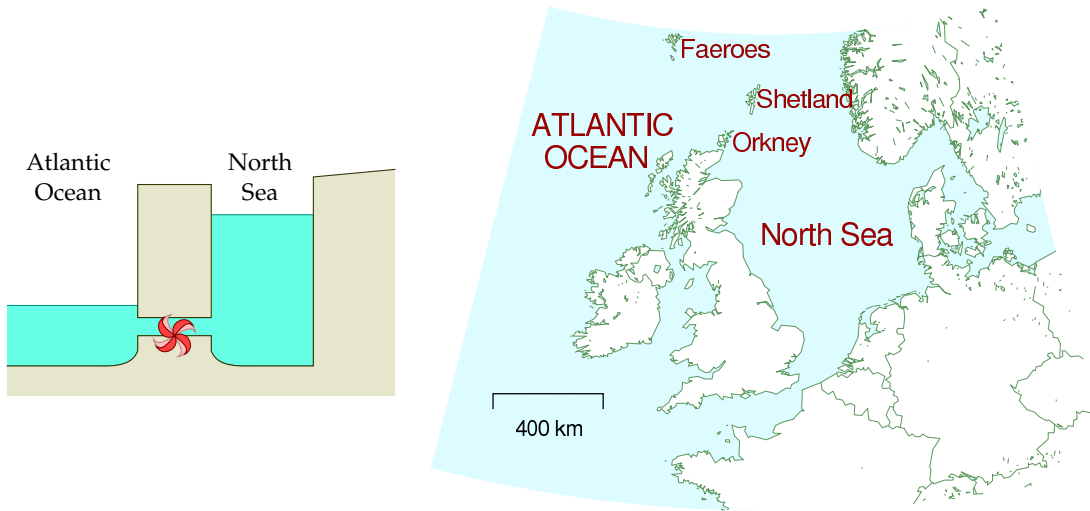 Atlantic
Ocean
North
Sea
Faeroes
Shetland
ATLANTIC
OCEAN
Orkney
North Sea
400 km